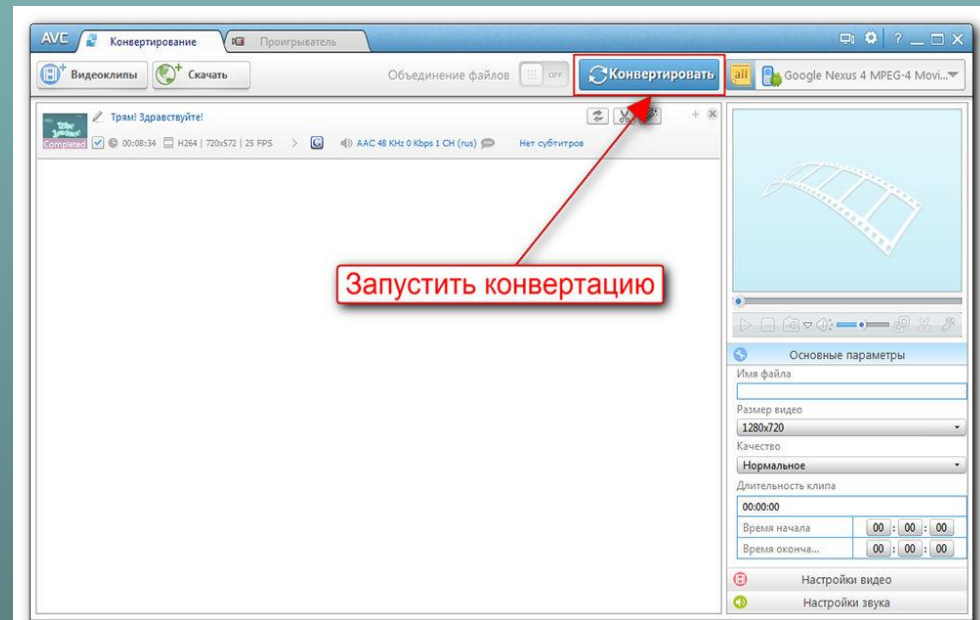 AVC Конвертирование Проигрыватель
Видеоклипы Скачать Объединение файлов OFF Конвертировать all Google Nexus 4 MPEG-4 Movi...
Трям! Здравствуйте!
Completed 00:08:34 H264 | 720x572 | 25 FPS > G AAC 48 KHz 0 Kbps 1 CH (rus) Нет субтитров
Запустить конвертацию
Основные параметры
Имя файла
Размер видео
1280x720
Качество
Нормальное
Длительность клипа
00:00:00
Время начала 00 : 00 : 00
Время оконча... 00 : 00 : 00
Настройки видео
Настройки звука